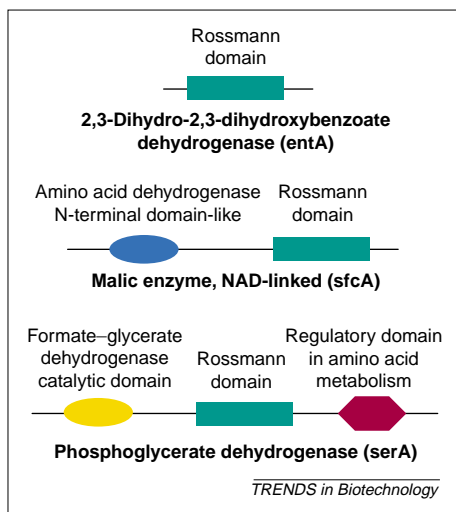 Rossmann
domain
2,3-Dihydro-2,3-dihydroxybenzoate
dehydrogenase (entA)
Amino acid dehydrogenase
N-terminal domain-like
Rossmann
domain
Malic enzyme, NAD-linked (sfcA)
Formate–glycerate
dehydrogenase
catalytic domain
Rossmann
domain
Regulatory domain
in amino acid
metabolism
Phosphoglycerate dehydrogenase (serA)
TRENDS in Biotechnology